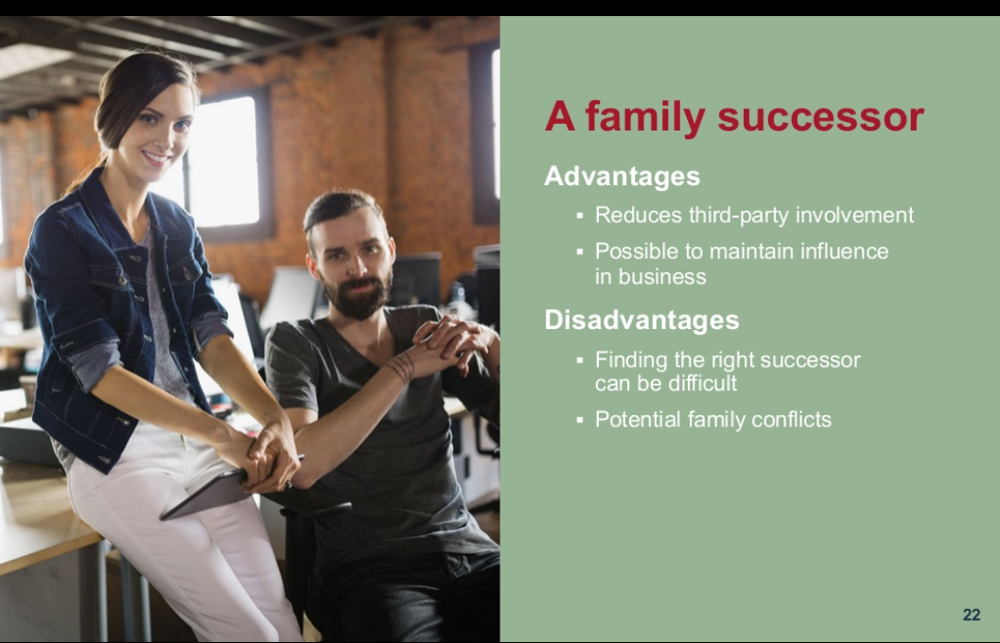 A family successor
Advantages
▪ Reduces third-party involvement
▪ Possible to maintain influence
in business
Disadvantages
▪ Finding the right successor
can be difficult
▪ Potential family conflicts
22